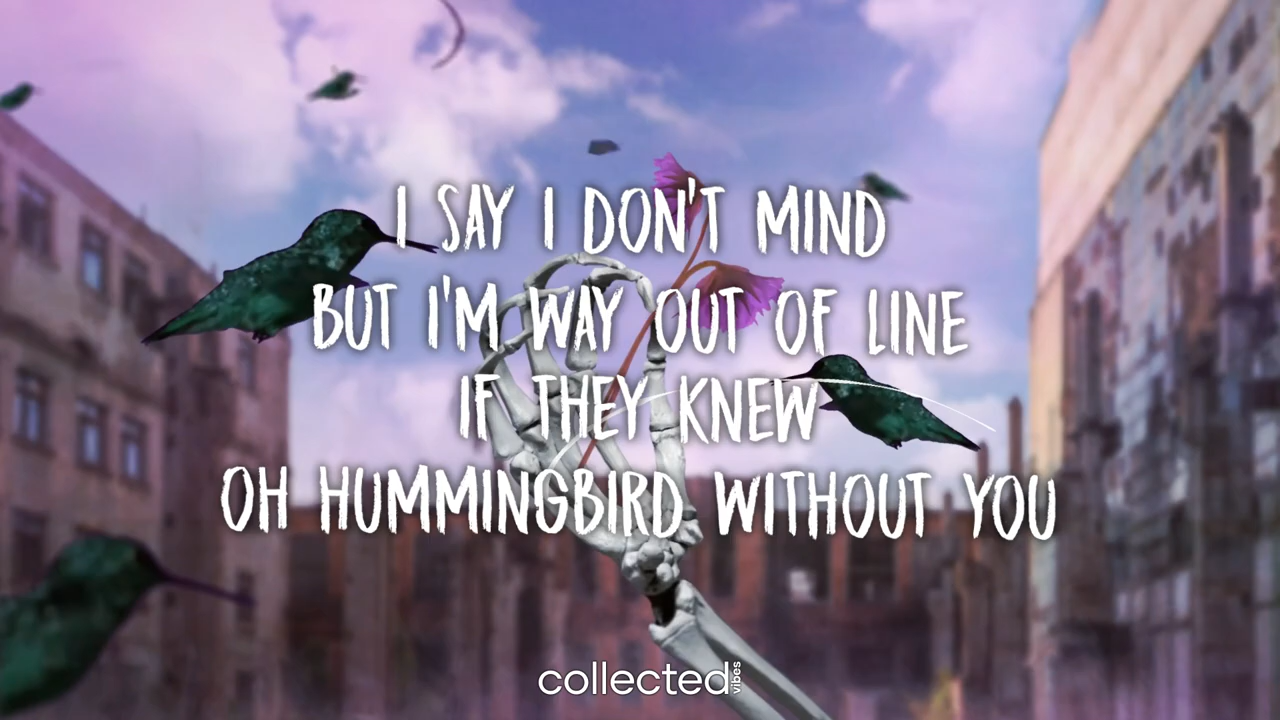 I SAY I DON'T MIND
BUT I'M WAY OUT OF LINE
IF THEY KNEW
OH HUMMINGBIRD WITHOUT YOU
collected vibes